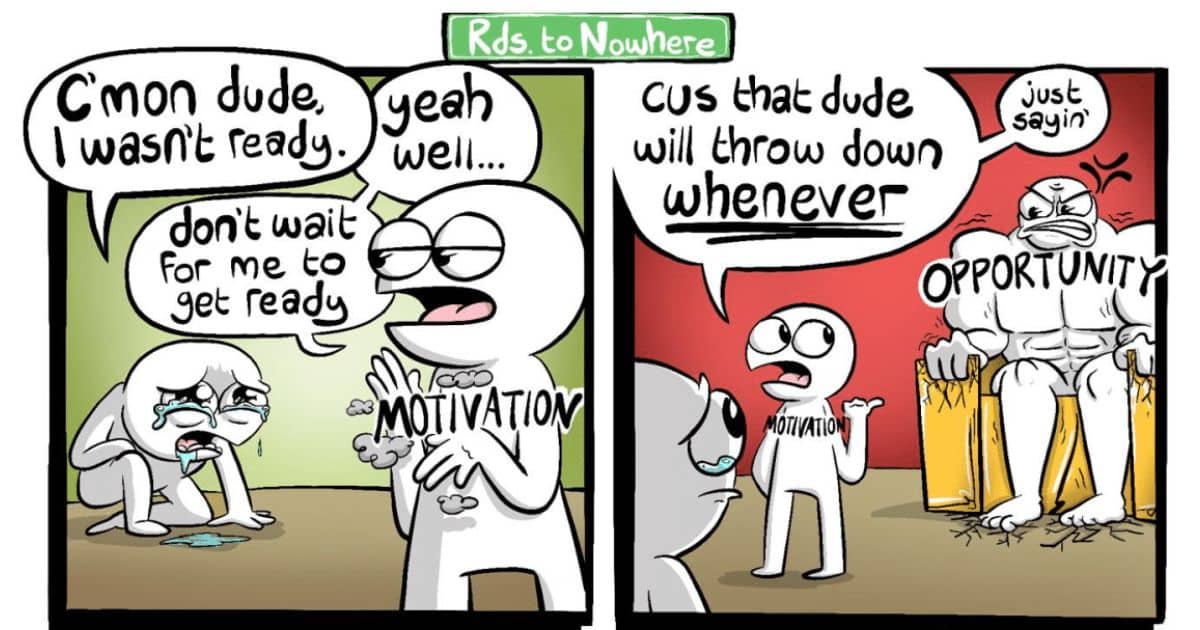 Rds. to Nowhere
C'mon dude,
I wasn't ready.
yeah
well...
don't wait
for me to
get ready
MOTIVATION
cus that dude
will throw down
whenever
just
sayin'
MOTIVATION
OPPORTUNITY